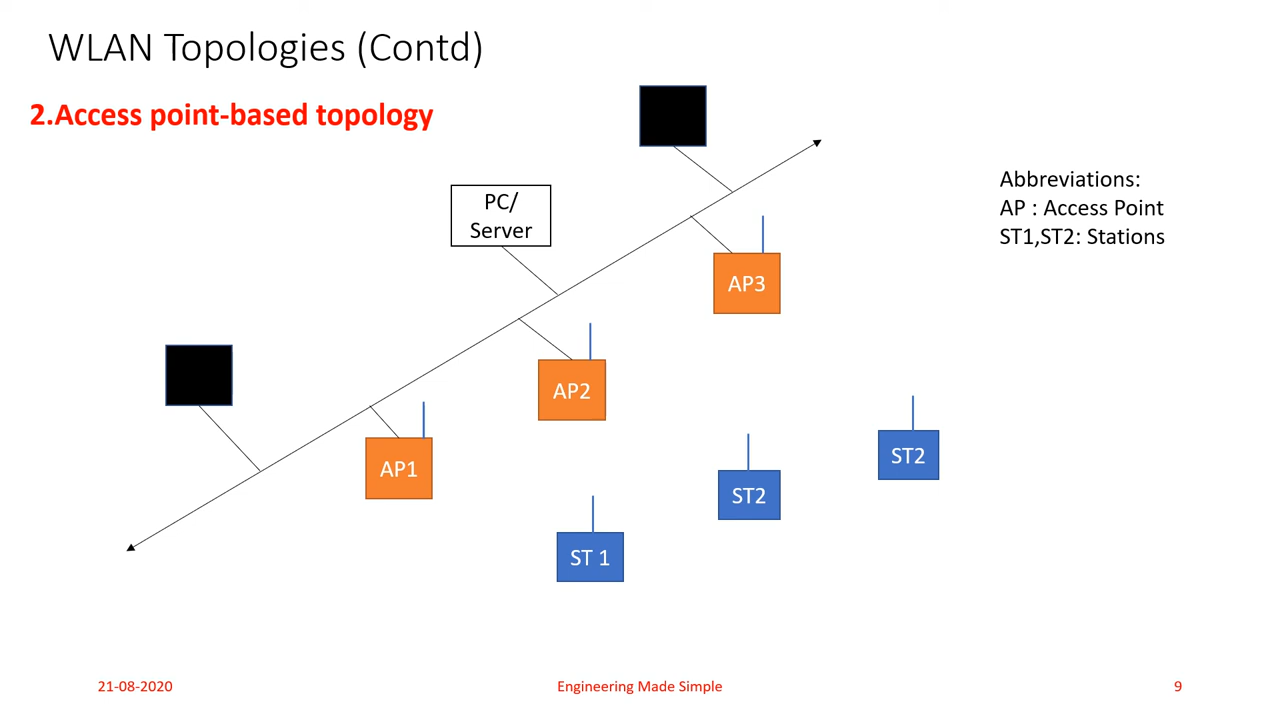 WLAN Topologies (Contd)
2.Access point-based topology
PC/
Server
Abbreviations:
AP : Access Point
ST1,ST2: Stations
AP3
AP2
AP1
ST2
ST2
ST 1
21-08-2020
Engineering Made Simple
9